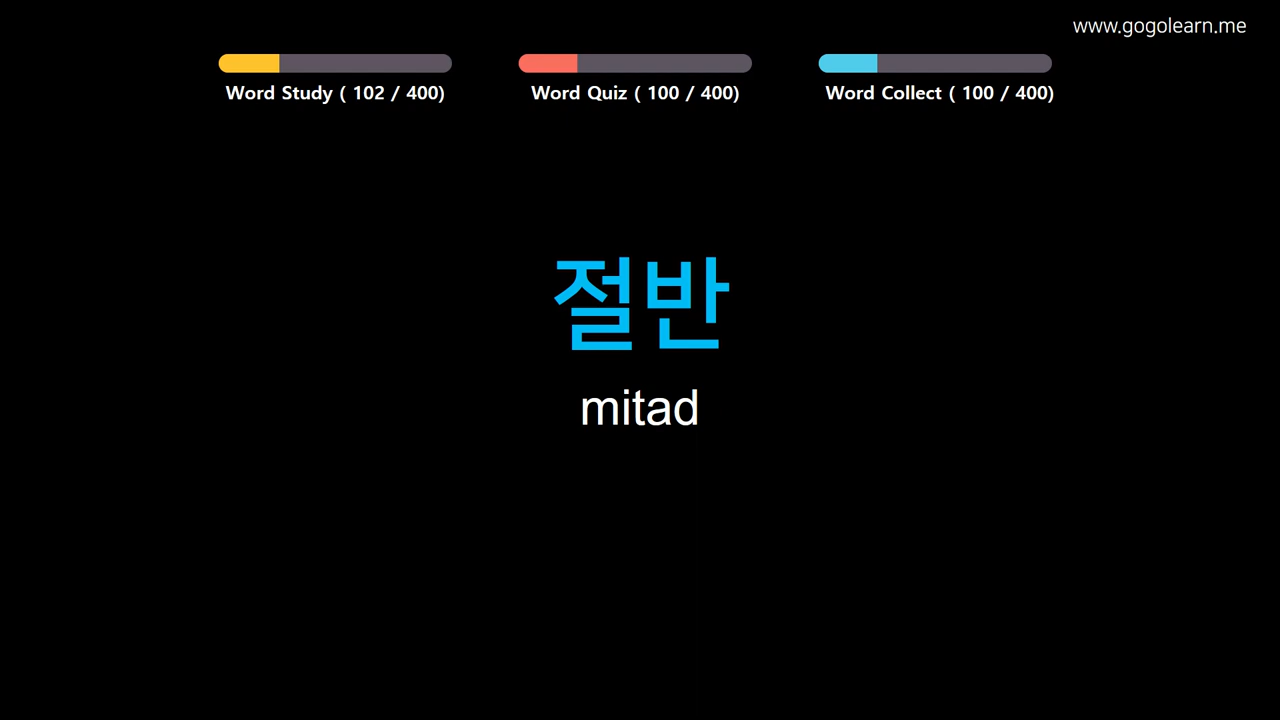 www.gogolearn.me
Word Study ( 102 / 400)
Word Quiz ( 100 / 400)
Word Collect ( 100 / 400)
절반
mitad